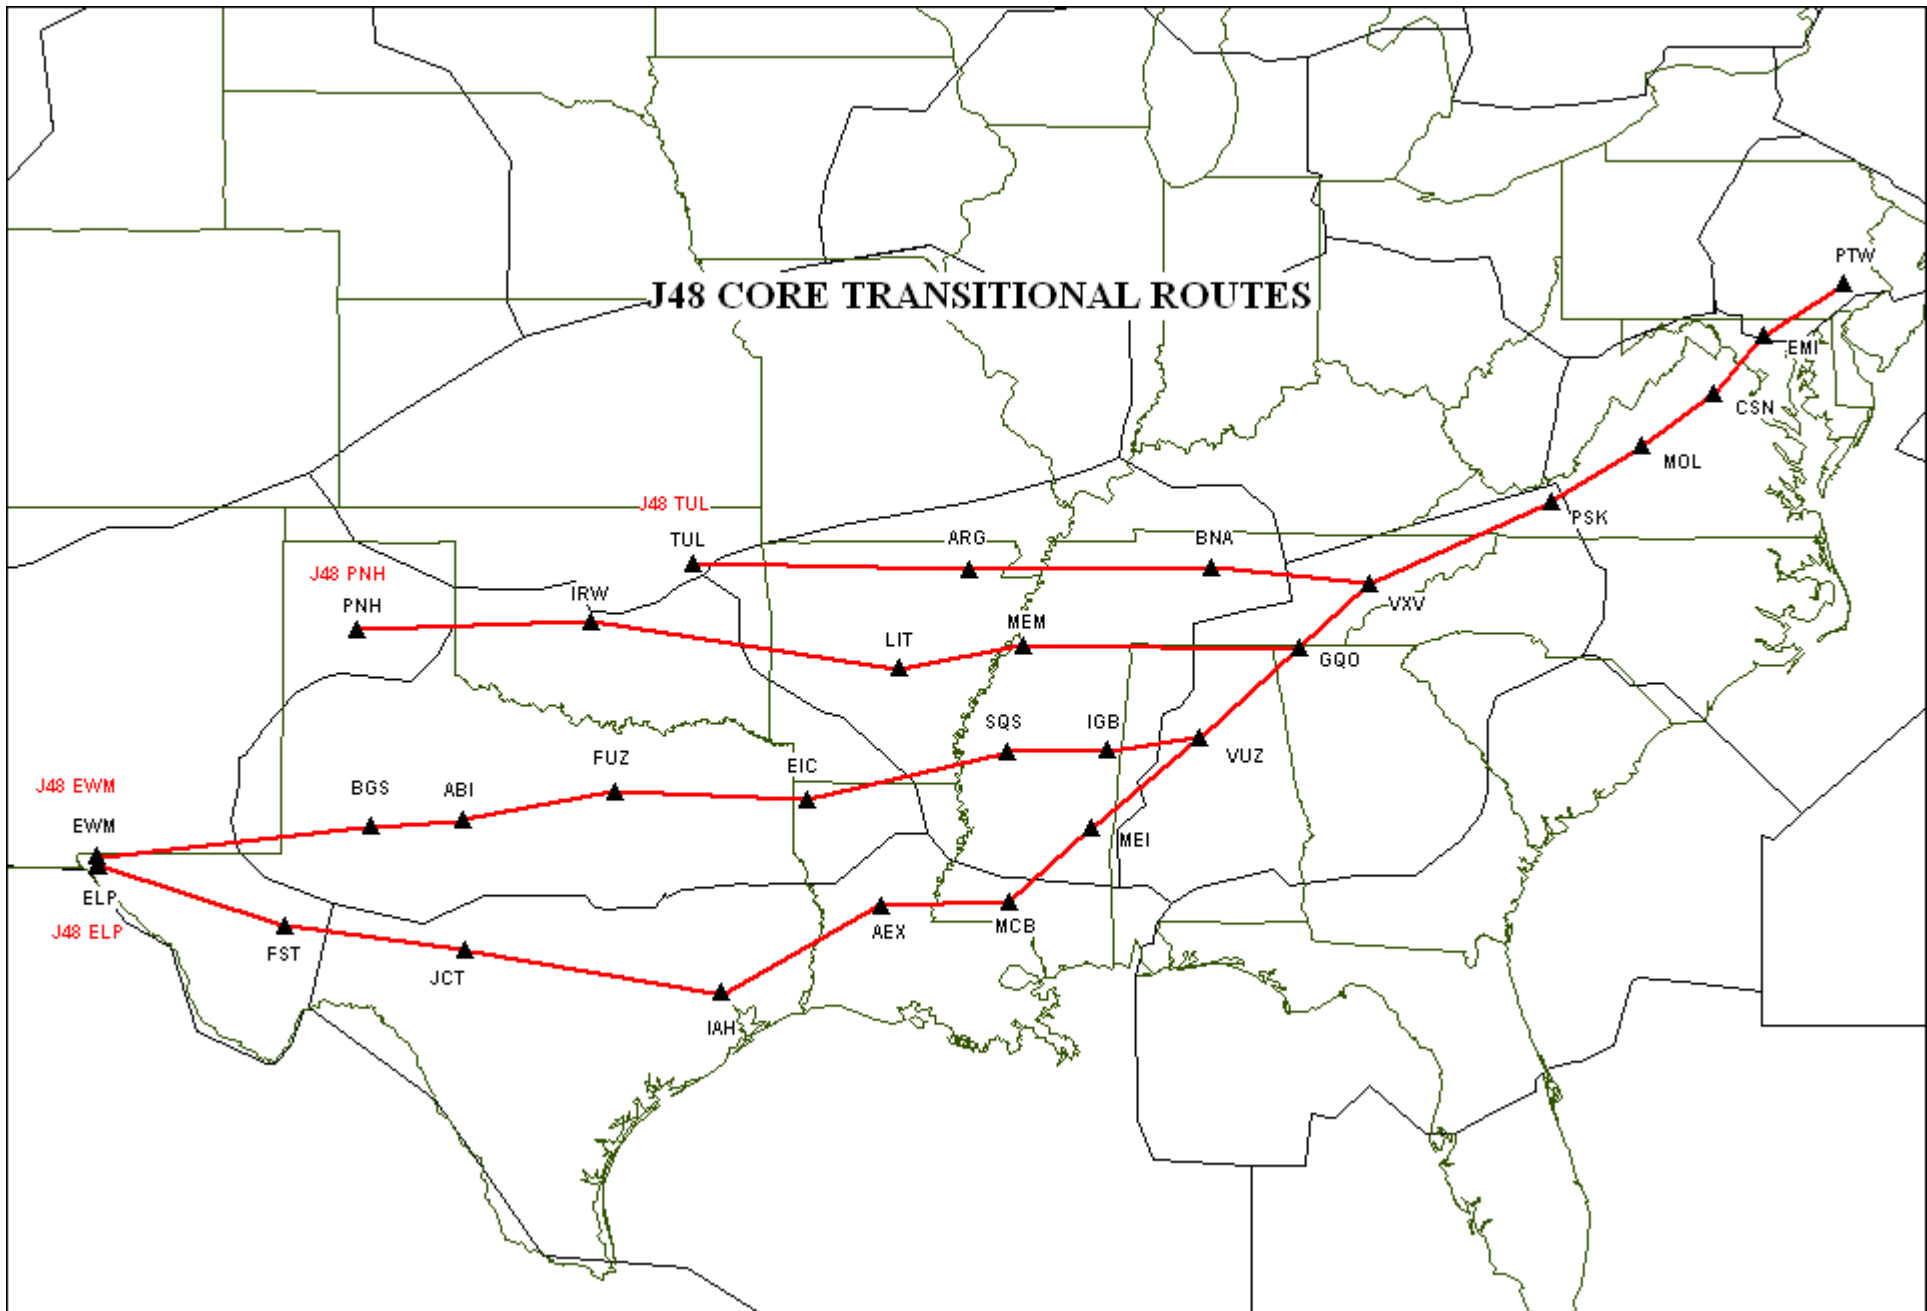 PTW
J48 CORE TRANSITIONAL ROUTES
EMI
CSN
MOL
J48 TUL
PSK
TUL
ARG
BNA
J48 PNH
PNH
IRW
VXV
MEM
LIT
GQO
SQS
IGB
FUZ
EIC
VUZ
J48 EWM
BGS
ABI
EWM
MEI
ELP
J48 ELP
AEX
MCB
FST
JCT
IAH